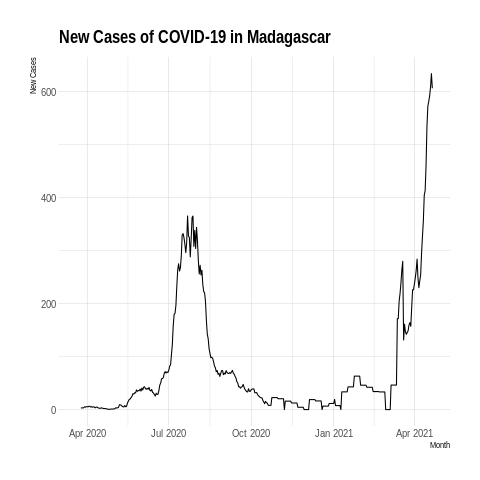 New Cases of COVID-19 in Madagascar
New Cases
600
400
200
0
Apr 2020 Jul 2020 Oct 2020 Jan 2021 Apr 2021
Month